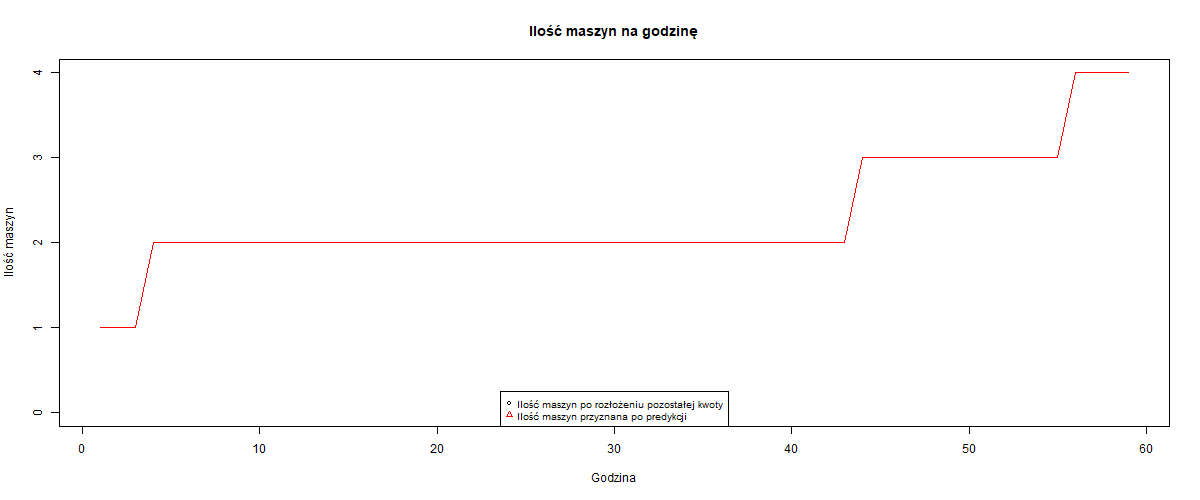 Ilość maszyn na godzinę
Ilość maszyn
4
3
2
1
0
Ilość maszyn po rozłożeniu pozostałej kwoty
Ilość maszyn przyznana po predykcji
0 10 20 30 40 50 60
Godzina